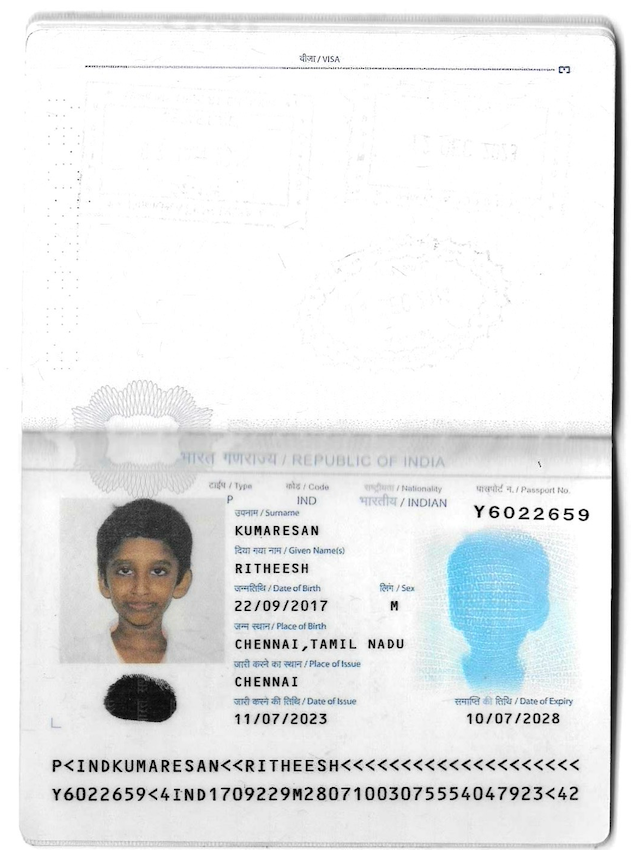 वीज़ा / VISA
3
भारत गणराज्य / REPUBLIC OF INDIA
टाईप / Type कोड / Code राष्ट्रीयता / Nationality पासपोर्ट न. / Passport No.
P IND भारतीय / INDIAN Y6022659
उपनाम / Surname
KUMARESAN
दिया गया नाम / Given Name(s)
RITHEESH
जन्मतिथि / Date of Birth लिंग / Sex
22/09/2017 M
जन्म स्थान / Place of Birth
CHENNAI,TAMIL NADU
जारी करने का स्थान / Place of Issue
CHENNAI
जारी करने की तिथि / Date of Issue समाप्ति की तिथि / Date of Expiry
11/07/2023 10/07/2028
P<INDKUMARESAN<<RITHEESH<<<<<<<<<<<<<<<<<<<<
Y6022659<4IND1709229M28071003075554047923<42